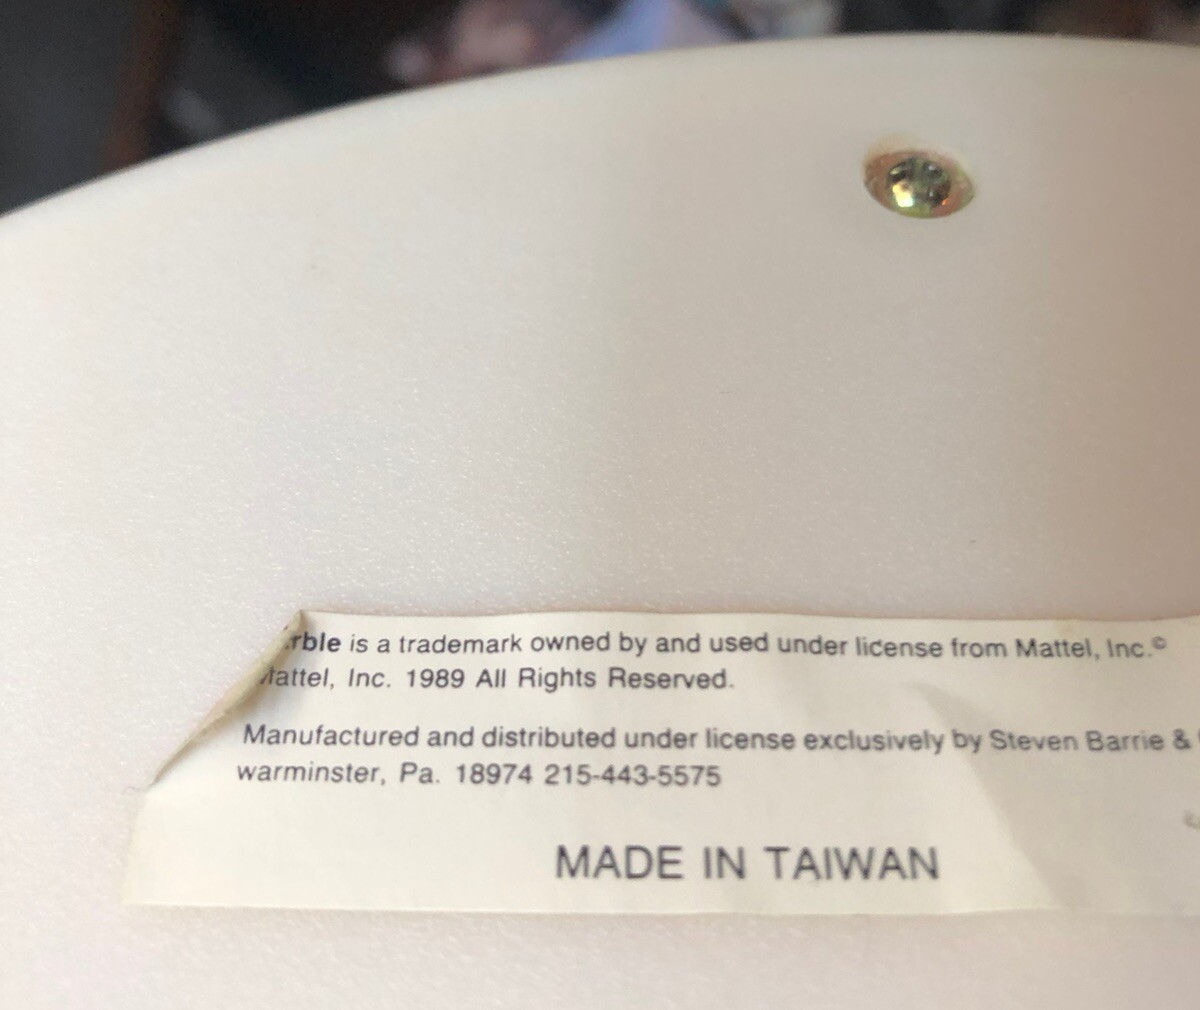 is a trademark owned by and used under license from Mattel, Inc.©
Inc. 1989 All Rights Reserved.
Manufactured and distributed under license exclusively by Steven Barrie &
warminster, Pa. 18974 215-443-5575
MADE IN TAIWAN